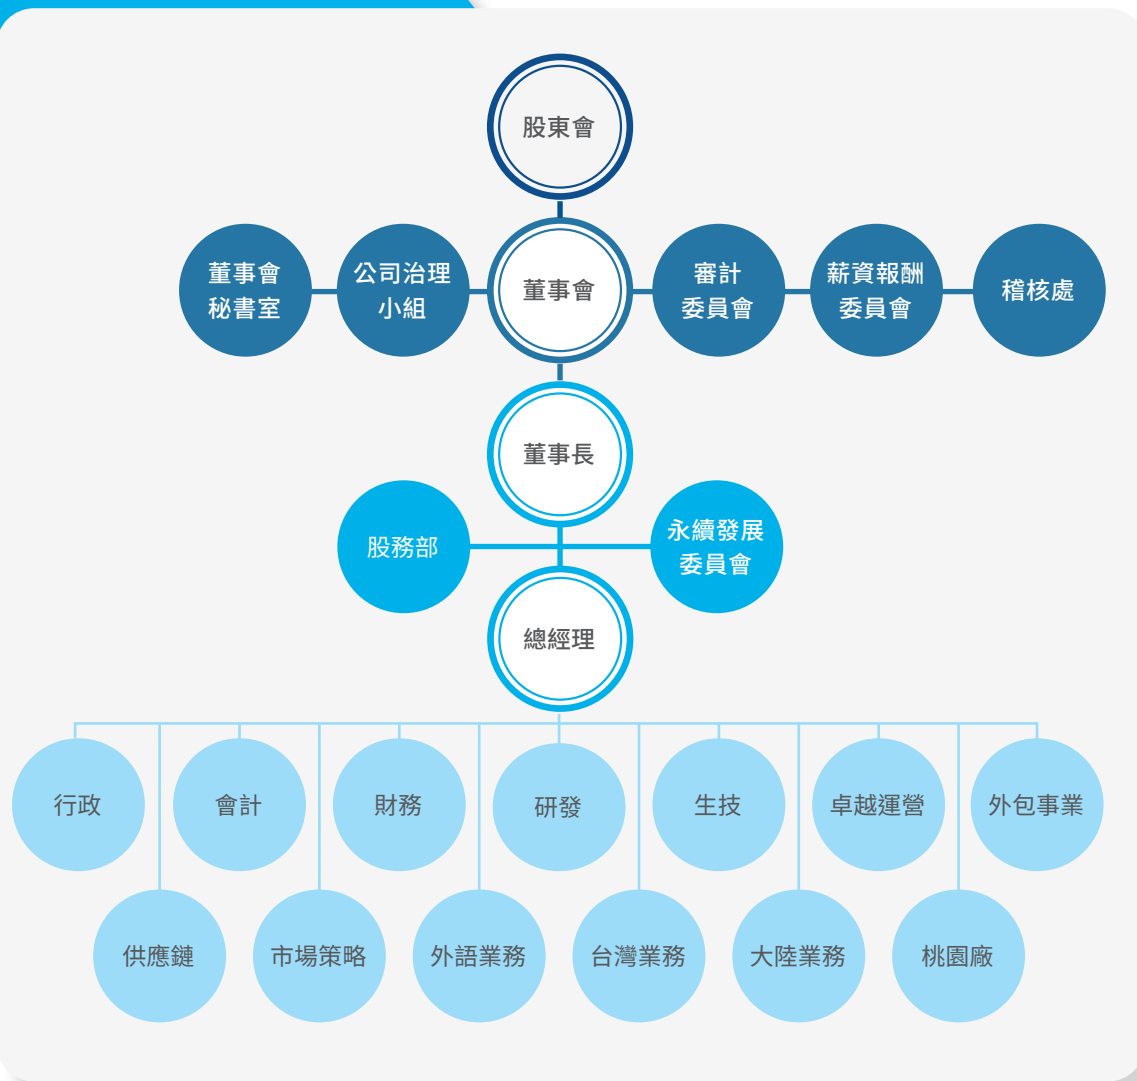 股東會
董事會
秘書室
公司治理
小組
董事會
審計
委員會
薪資報酬
委員會
稽核處
董事長
股務部
永續發展
委員會
總經理
行政
會計
財務
研發
生技
卓越運營
外包事業
供應鏈
市場策略
外語業務
台灣業務
大陸業務
桃園廠